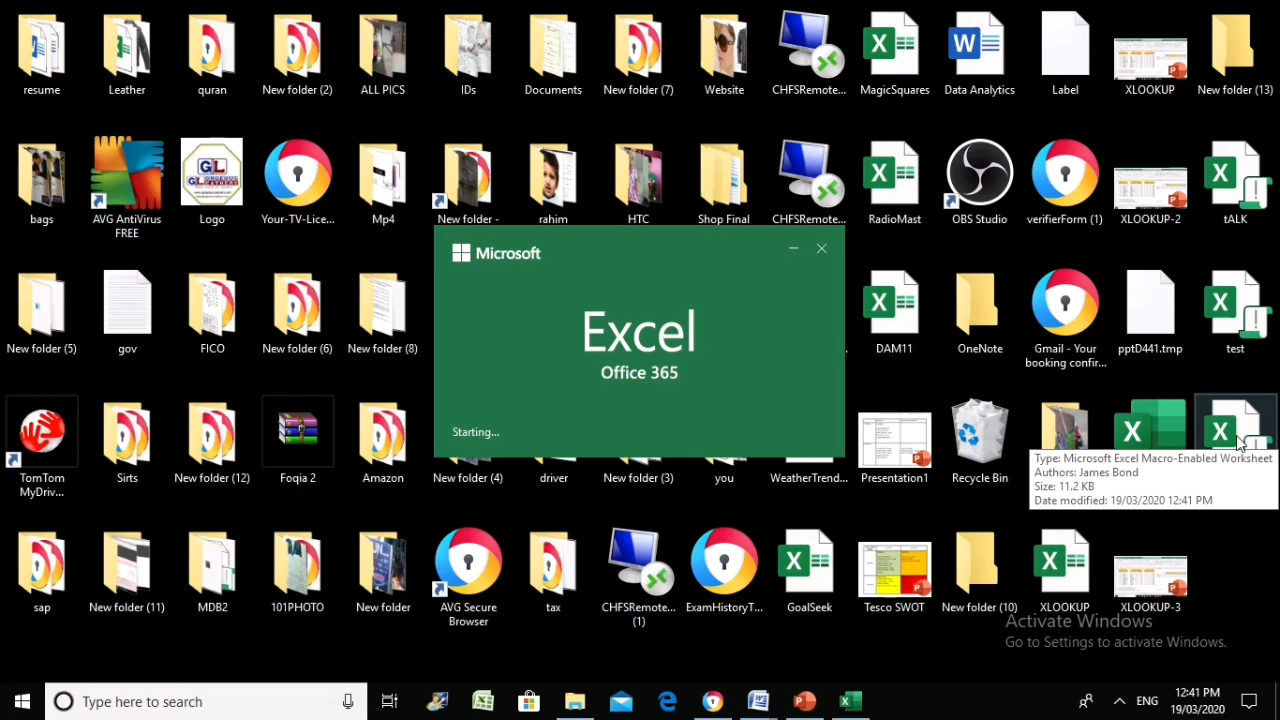 resume
Leather
quran
New folder (2)
ALL PICS
IDs
Documents
New folder (7)
Website
CHFSRemote...
MagicSquares
Data Analytics
Label
XLOOKUP
New folder (13)
bags
AVG AntiVirus
FREE
Logo
Your-TV-Lice...
Mp4
New folder -
rahim
HTC
Shop Final
CHFSRemote...
RadioMast
OBS Studio
verifierForm (1)
XLOOKUP-2
tALK
Microsoft
Excel
Office 365
Starting...
New folder (5)
gov
FICO
New folder (6)
New folder (8)
DAM11
OneNote
Gmail - Your
booking confir...
pptD441.tmp
test
TomTom
MyDriv...
Sirts
New folder (12)
Foqia 2
Amazon
New folder (4)
driver
New folder (3)
you
WeatherTrend...
Presentation1
Recycle Bin
Type: Microsoft Excel Macro-Enabled Worksheet
Authors: James Bond
Size: 11.2 KB
Date modified: 19/03/2020 12:41 PM
sap
New folder (11)
MDB2
101PHOTO
New folder
AVG Secure
Browser
tax
CHFSRemote...
(1)
ExamHistoryT...
GoalSeek
Tesco SWOT
New folder (10)
XLOOKUP
XLOOKUP-3
Activate Windows
Go to Settings to activate Windows.
Type here to search
ENG
12:41 PM
19/03/2020